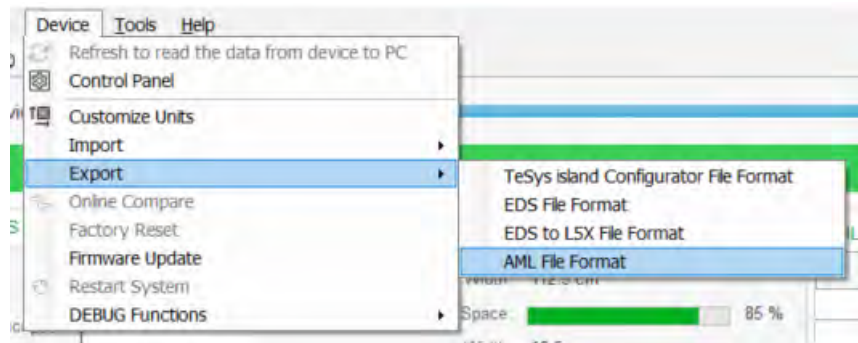 Device Tools Help
Refresh to read the data from device to PC
Control Panel
Customize Units
Import
Export
TeSys island Configurator File Format
Online Compare
EDS File Format
Factory Reset
EDS to L5X File Format
Firmware Update
AML File Format
Restart System
DEBUG Functions
Space
85 %